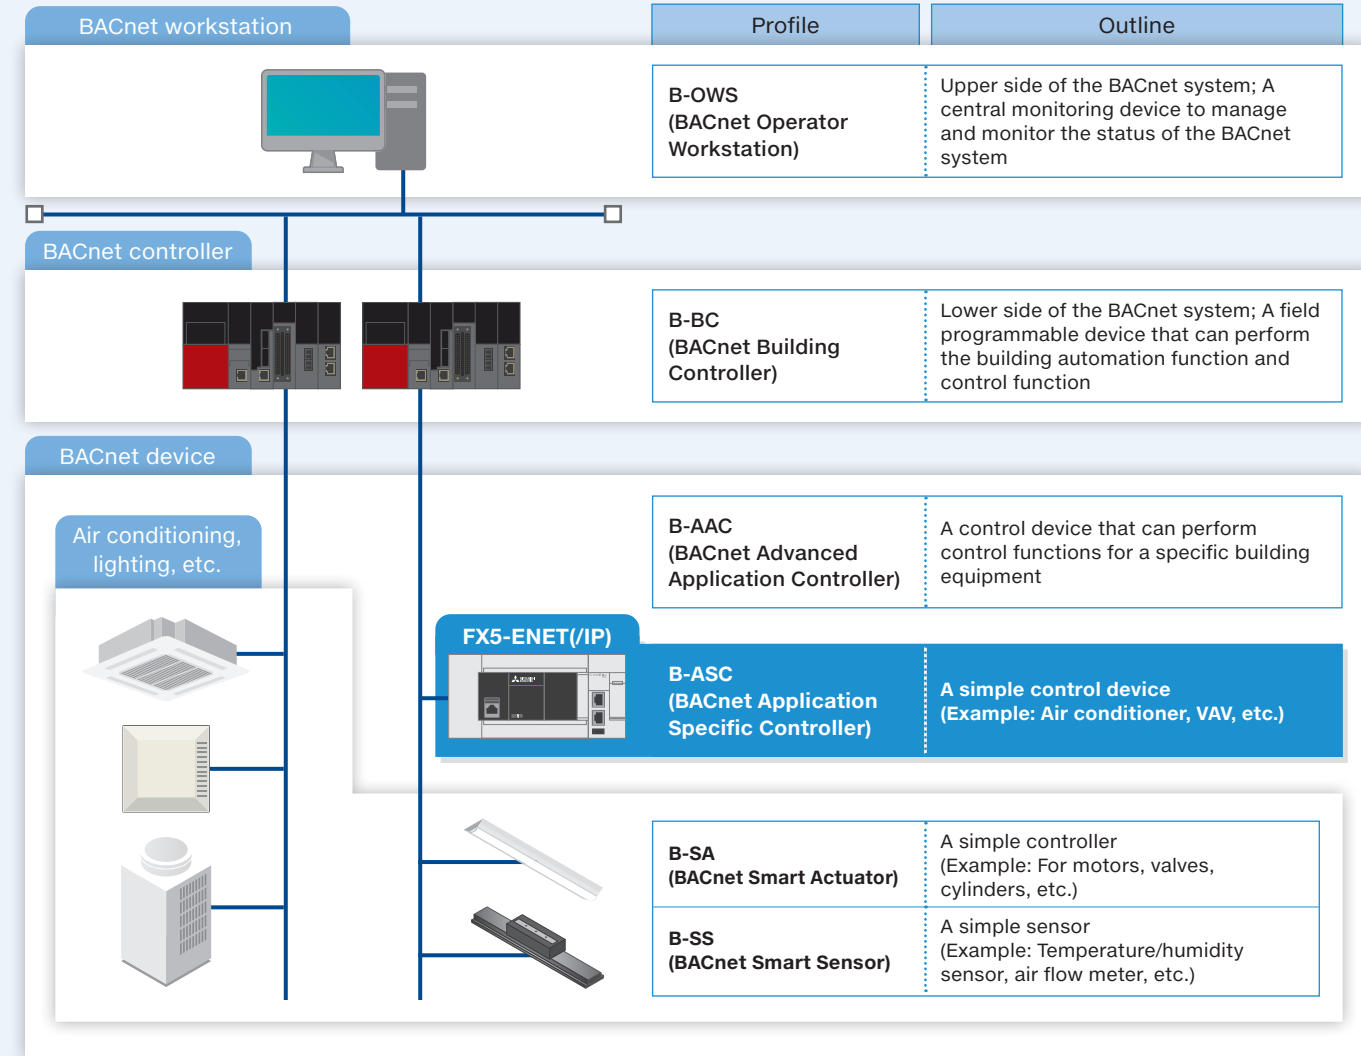 BACnet workstation
Profile
Outline
B-OWS
(BACnet Operator
Workstation)
Upper side of the BACnet system; A
central monitoring device to manage
and monitor the status of the BACnet
system
BACnet controller
B-BC
(BACnet Building
Controller)
Lower side of the BACnet system; A field
programmable device that can perform
the building automation function and
control function
BACnet device
Air conditioning,
lighting, etc.
B-AAC
(BACnet Advanced
Application Controller)
A control device that can perform
control functions for a specific building
equipment
FX5-ENET(/IP)
B-ASC
(BACnet Application
Specific Controller)
A simple control device
(Example: Air conditioner, VAV, etc.)
B-SA
(BACnet Smart Actuator)
A simple controller
(Example: For motors, valves,
cylinders, etc.)
B-SS
(BACnet Smart Sensor)
A simple sensor
(Example: Temperature/humidity
sensor, air flow meter, etc.)